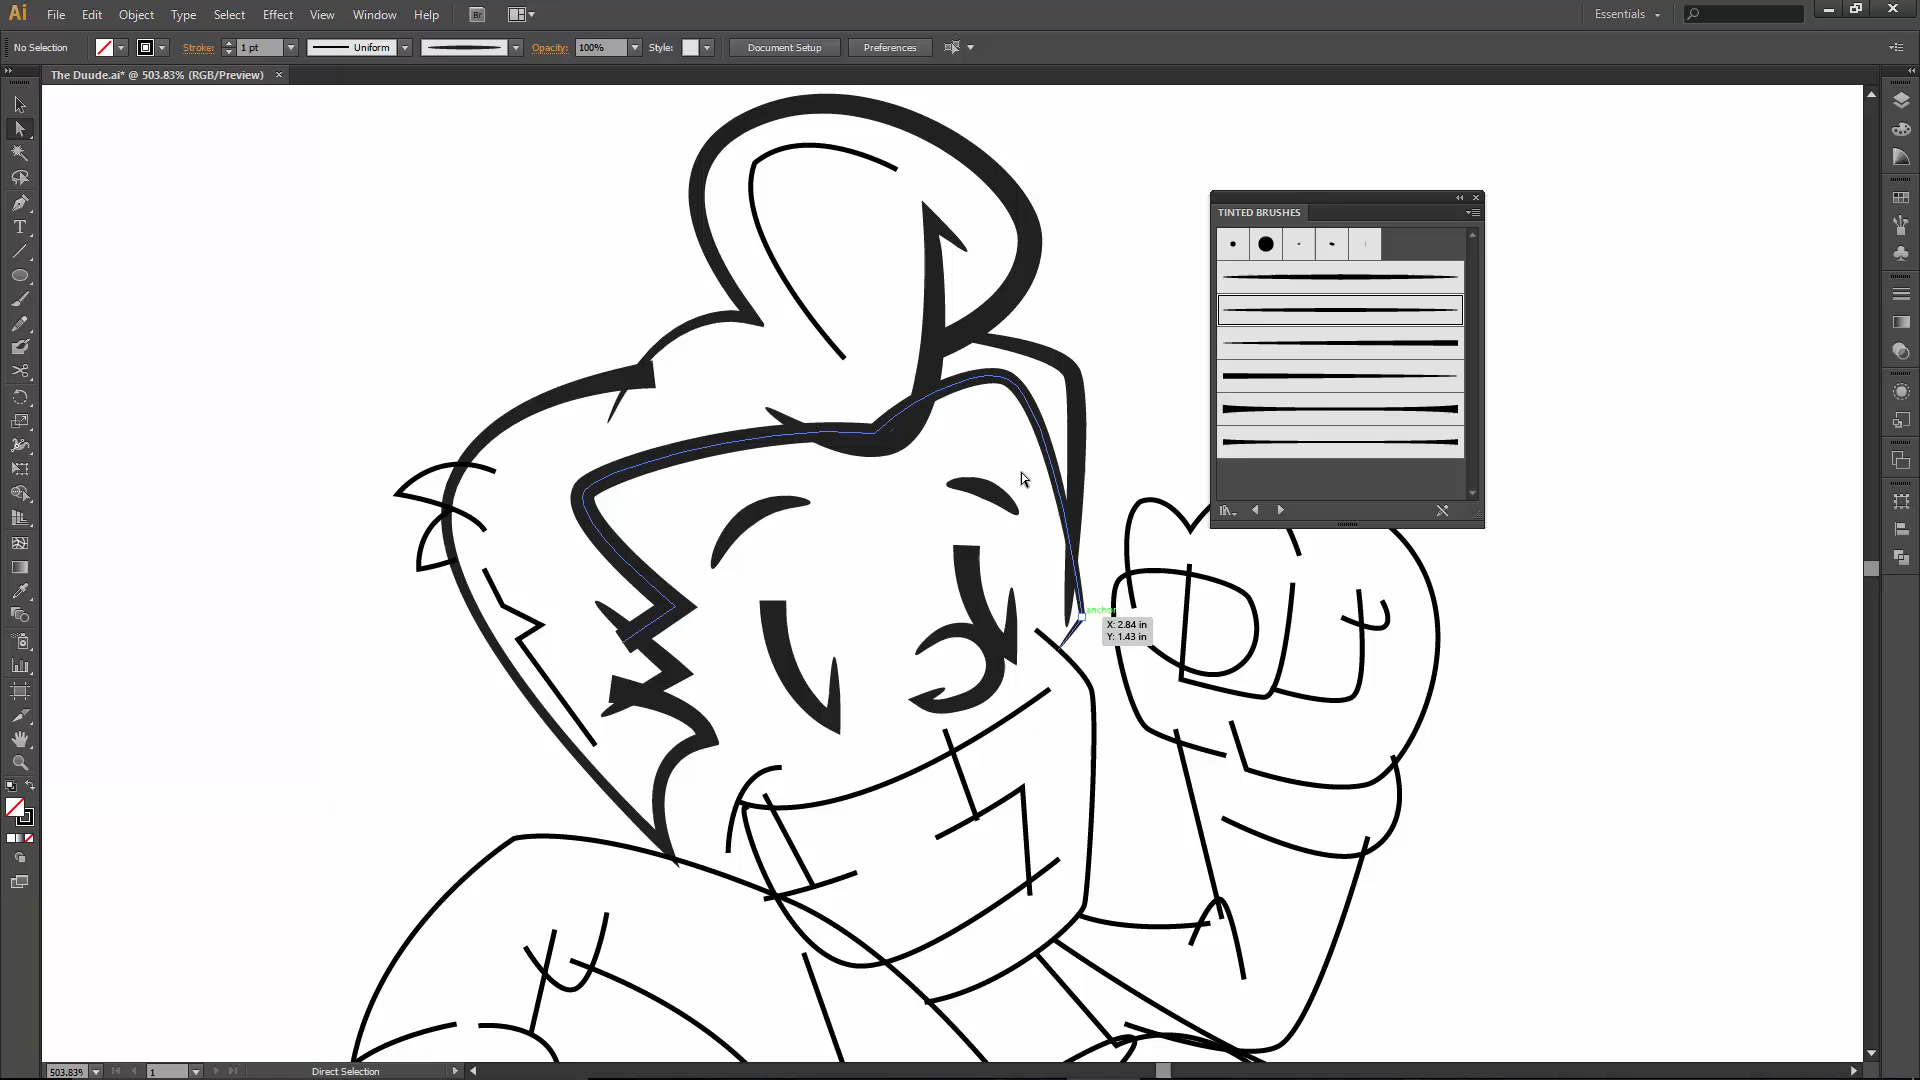 Ai File Edit Object Type Select Effect View Window Help Br Essentials
No Selection Stroke: 1 pt Uniform Opacity: 100% Style: Document Setup Preferences
The Duude.ai* @ 503.83% (RGB/Preview)
TINTED BRUSHES
anchor
X: 2.84 in
Y: 1.43 in
503.83% 1 Direct Selection